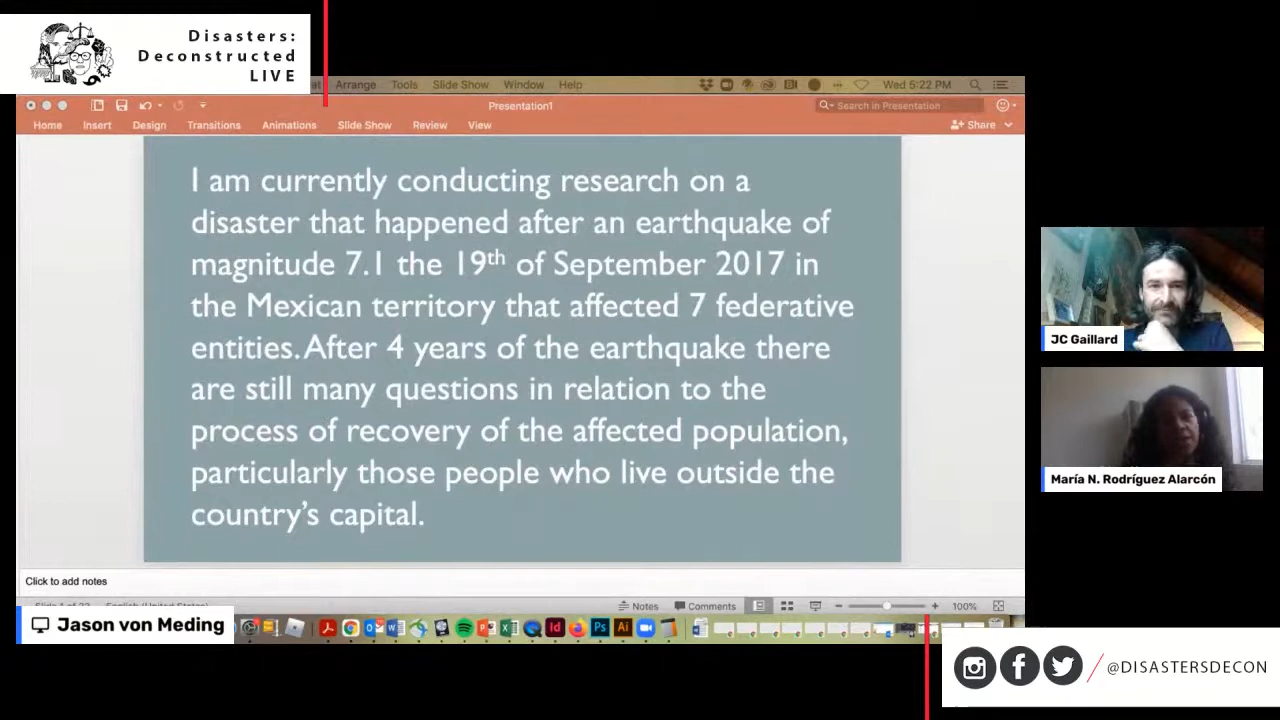 Disasters:
Deconstructed
LIVE
Arrange Tools Slide Show Window Help
Wed 5:22 PM
Presentation1
Search in Presentation
Home Insert Design Transitions Animations Slide Show Review View
Share
I am currently conducting research on a
disaster that happened after an earthquake of
magnitude 7.1 the 19th of September 2017 in
the Mexican territory that affected 7 federative
entities. After 4 years of the earthquake there
are still many questions in relation to the
process of recovery of the affected population,
particularly those people who live outside the
country's capital.
JC Gaillard
María N. Rodríguez Alarcón
Click to add notes
English (United States)
Notes Comments
100%
Jason von Meding
@DISASTERSDECON